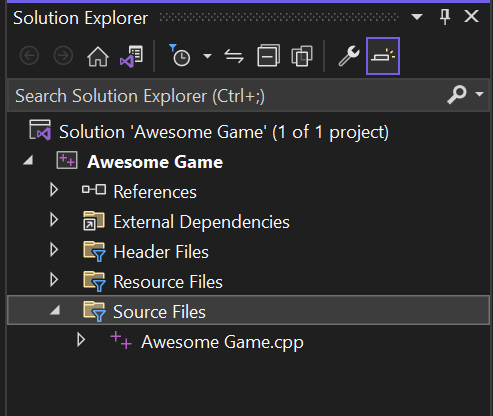 Solution Explorer
Search Solution Explorer (Ctrl+;)
Solution 'Awesome Game' (1 of 1 project)
Awesome Game
References
External Dependencies
Header Files
Resource Files
Source Files
Awesome Game.cpp